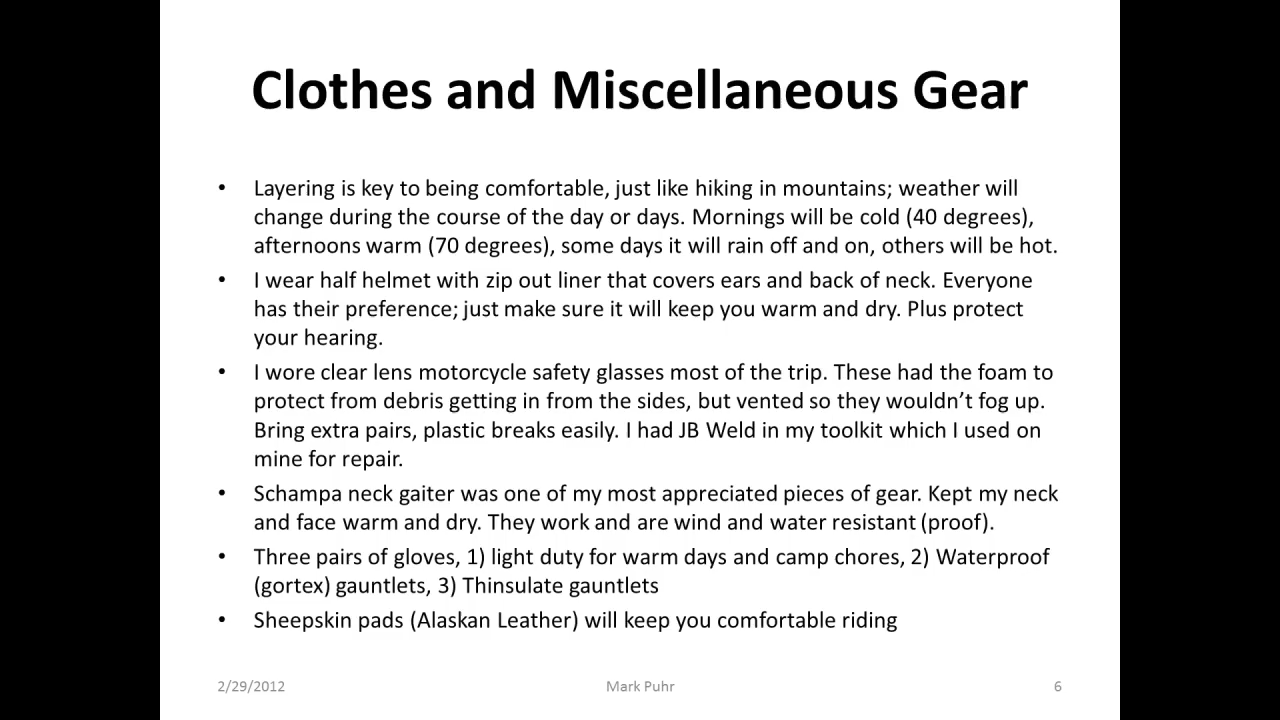 Clothes and Miscellaneous Gear
• Layering is key to being comfortable, just like hiking in mountains; weather will
change during the course of the day or days. Mornings will be cold (40 degrees),
afternoons warm (70 degrees), some days it will rain off and on, others will be hot.
• I wear half helmet with zip out liner that covers ears and back of neck. Everyone
has their preference; just make sure it will keep you warm and dry. Plus protect
your hearing.
• I wore clear lens motorcycle safety glasses most of the trip. These had the foam to
protect from debris getting in from the sides, but vented so they wouldn’t fog up.
Bring extra pairs, plastic breaks easily. I had JB Weld in my toolkit which I used on
mine for repair.
• Schampa neck gaiter was one of my most appreciated pieces of gear. Kept my neck
and face warm and dry. They work and are wind and water resistant (proof).
• Three pairs of gloves, 1) light duty for warm days and camp chores, 2) Waterproof
(gortex) gauntlets, 3) Thinsulate gauntlets
• Sheepskin pads (Alaskan Leather) will keep you comfortable riding
2/29/2012 Mark Puhr 6